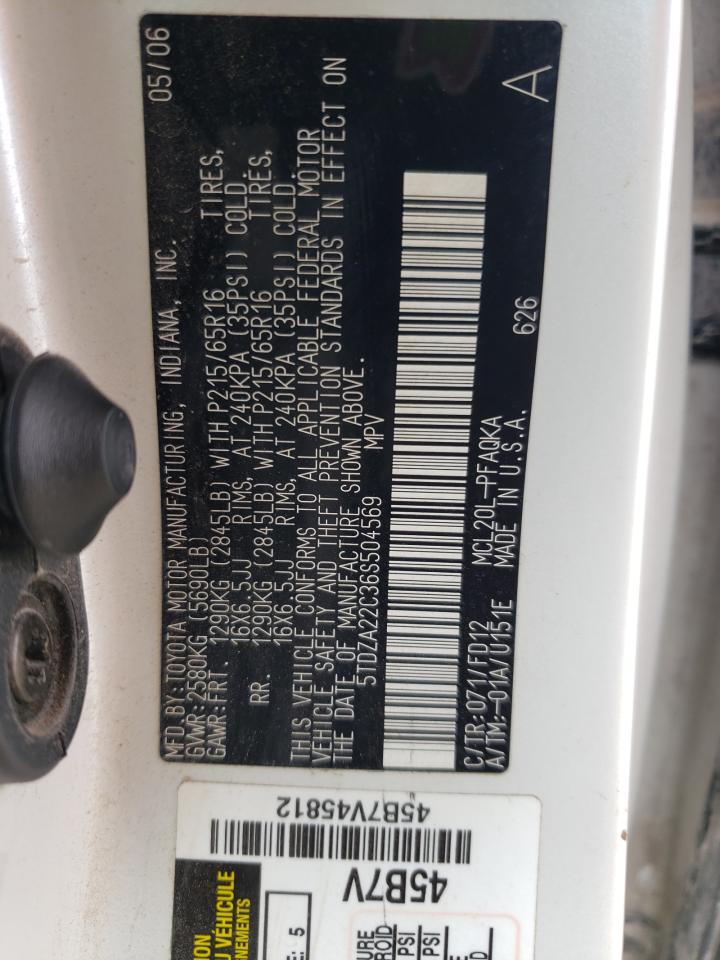 MFD.BY:TOYOTA MOTOR MANUFACTURING, INDIANA, INC. 05/06
GVWR:2580KG(5690LB)
GAWR:FRT. 1290KG (2845LB) WITH P215/65R16 TIRES,
16X6.5JJ RIMS, AT 240KPA (35PSI) COLD.
RR. 1290KG (2845LB) WITH P215/65R16 TIRES,
16X6.5JJ RIMS, AT 240KPA (35PSI) COLD.
THIS VEHICLE CONFORMS TO ALL APPLICABLE FEDERAL MOTOR
VEHICLE SAFETY AND THEFT PREVENTION STANDARDS IN EFFECT ON
THE DATE OF MANUFACTURE SHOWN ABOVE.
5TDZA22C36S504569 MPV
C/TR:071/FD12 MCL20L-PFAQKA 626
A/TM:-01A/U151E MADE IN U.S.A. A
45B7V45812
45B7V
U VÉHICULE
NEMENTS
E: 5
PSI
PSI